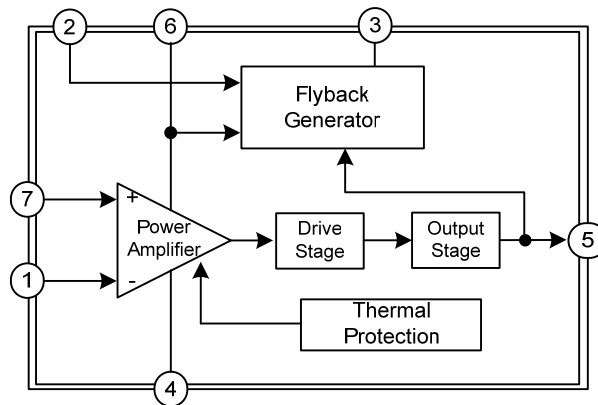 2
6
3
Flyback
Generator
7
+
Power
Amplifier
-
1
Drive
Stage
Output
Stage
5
Thermal
Protection
4